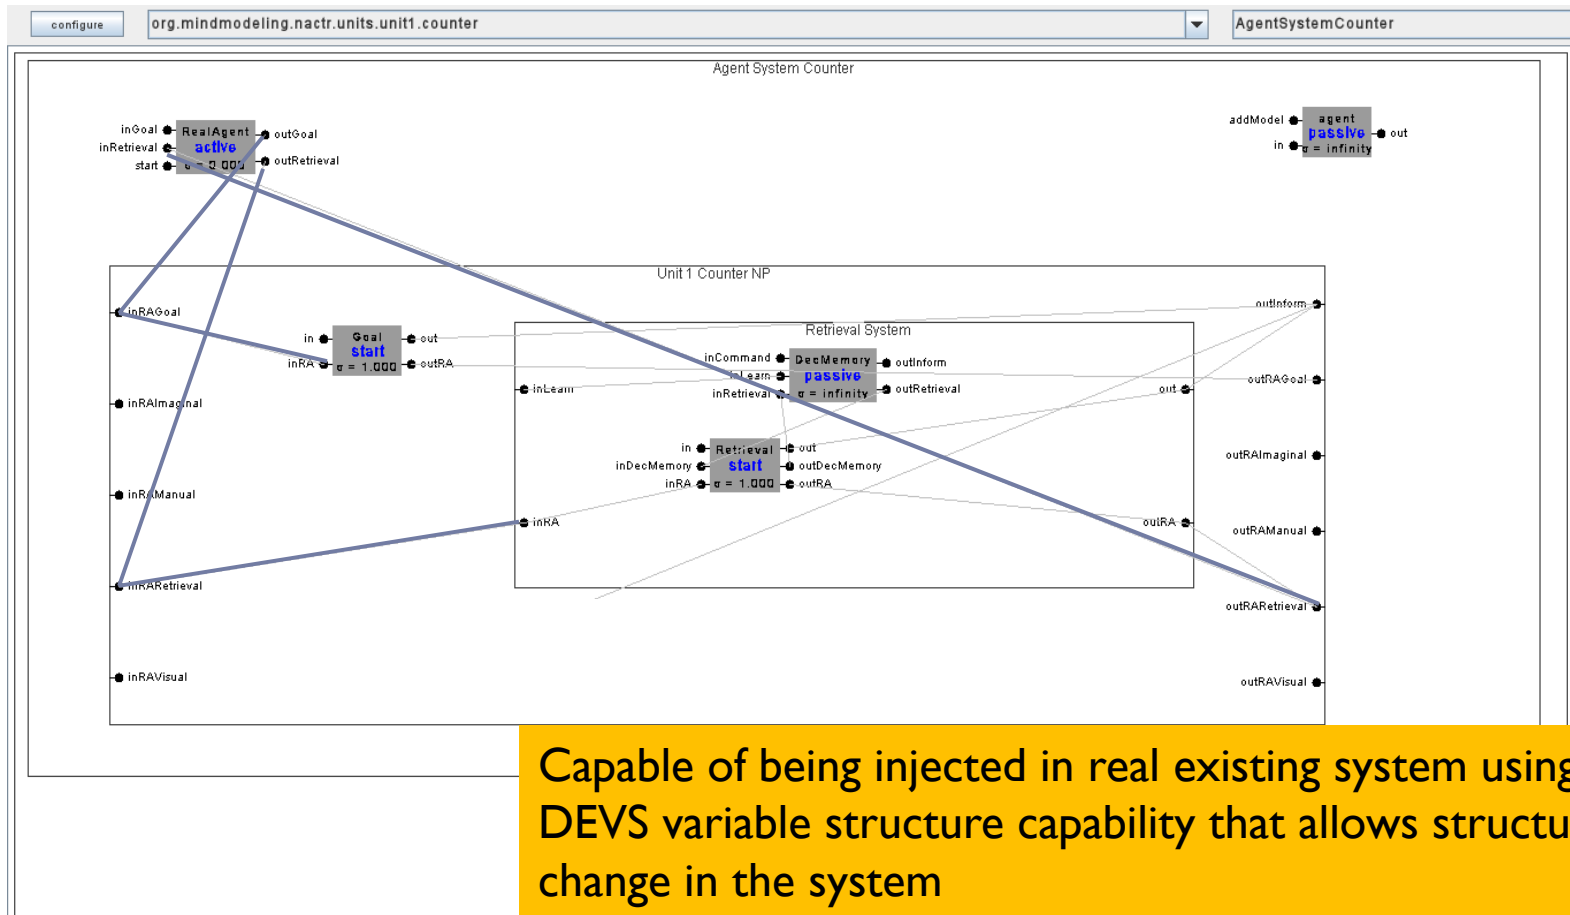 configure
org.mindmodeling.nactr.units.unit1.counter
AgentSystemCounter
Agent System Counter
inGoal
inRetrieval
start
RealAgent
active
σ = 0.000
outGoal
outRetrieval
addModel
in
agent
passive
σ = infinity
out
Unit 1 Counter NP
inRAGoal
inRAImaginal
inRAManual
inRARetrieval
inRAVisual
in
inRA
Goal
start
σ = 1.000
out
outRA
Retrieval System
inLearn
inRA
inCommand
inLearn
inRetrieval
DecMemory
passive
σ = infinity
outInform
outRetrieval
in
inDecMemory
inRA
Retrieval
start
σ = 1.000
out
outDecMemory
outRA
out
outRA
outInform
outRAGoal
outRAImaginal
outRAManual
outRARetrieval
outRAVisual
Capable of being injected in real existing system using
DEVS variable structure capability that allows structu
change in the system